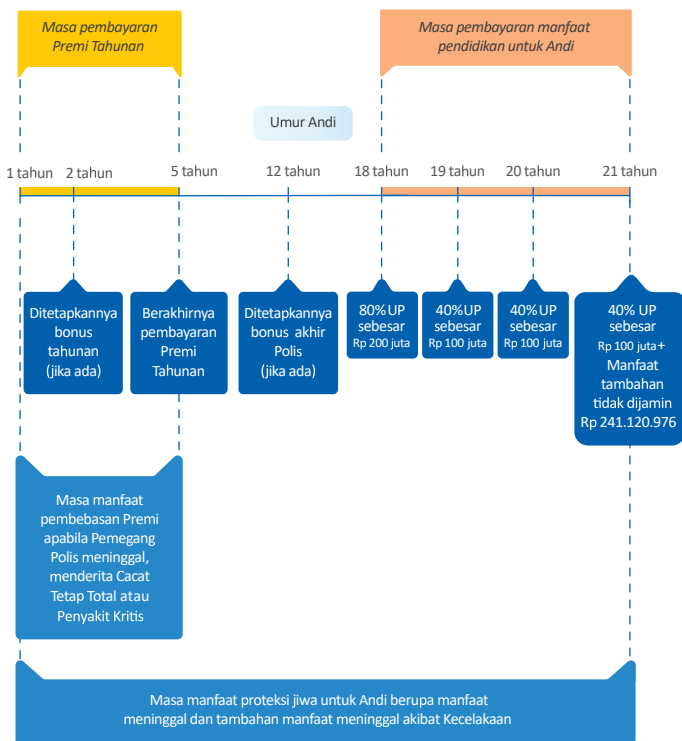 Masa pembayaran
Premi Tahunan
Masa pembayaran manfaat
pendidikan untuk Andi
Umur Andi
1 tahun
2 tahun
5 tahun
12 tahun
18 tahun
19 tahun
20 tahun
21 tahun
Ditetapkannya
bonus
tahunan
(jika ada)
Berakhirnya
pembayaran
Premi
Tahunan
Ditetapkannya
bonus akhir
Polis
(jika ada)
80% UP
sebesar
Rp 200 juta
40% UP
sebesar
Rp 100 juta
40% UP
sebesar
Rp 100 juta
40% UP
sebesar
Rp 100 juta+
Manfaat
tambahan
tidak dijamin
Rp 241.120.976
Masa manfaat
pembebasan Premi
apabila Pemegang
Polis meninggal,
menderita Cacat
Tetap Total atau
Penyakit Kritis
Masa manfaat proteksi jiwa untuk Andi berupa manfaat
meninggal dan tambahan manfaat meninggal akibat Kecelakaan